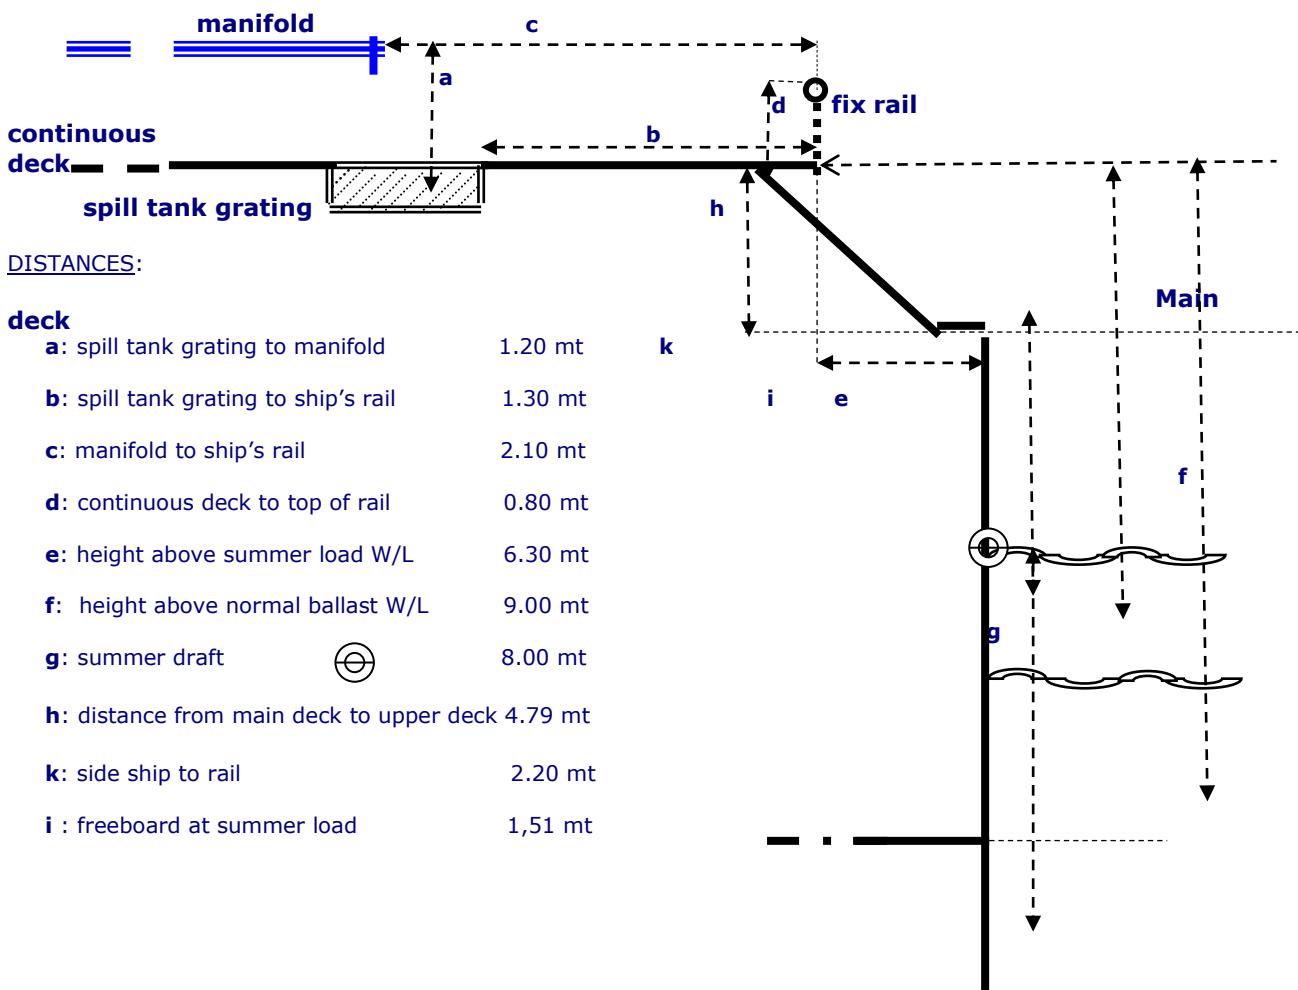 manifold
c
a
d
fix rail
continuous
b
deck
spill tank grating
h
DISTANCES:
Main
deck
a: spill tank grating to manifold 1.20 mt k
b: spill tank grating to ship’s rail 1.30 mt i e
c: manifold to ship’s rail 2.10 mt
f
d: continuous deck to top of rail 0.80 mt
e: height above summer load W/L 6.30 mt
f: height above normal ballast W/L 9.00 mt
g
g: summer draft 8.00 mt
h: distance from main deck to upper deck 4.79 mt
k: side ship to rail 2.20 mt
i : freeboard at summer load 1,51 mt